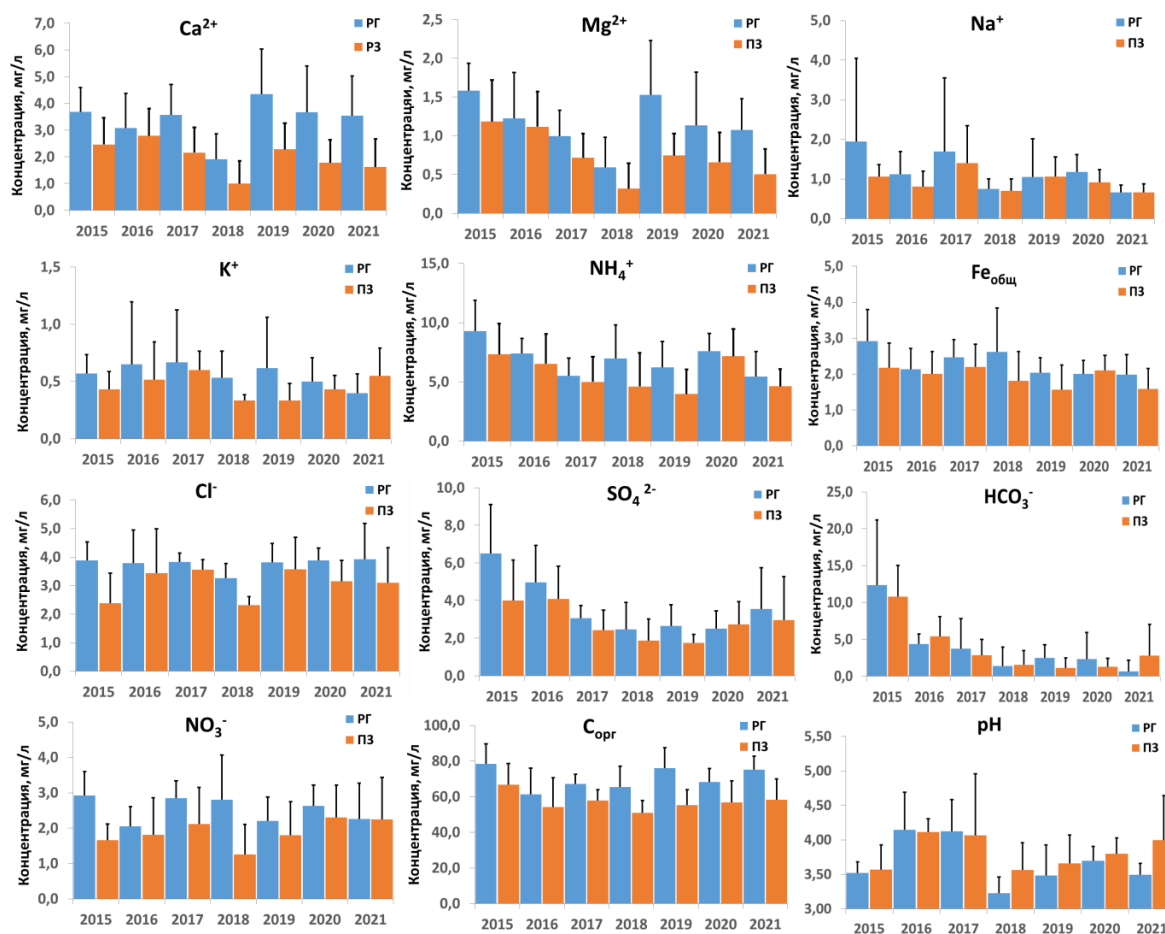 Ca2+
Концентрация, мг/л
7,0
6,0
5,0
4,0
3,0
2,0
1,0
0,0
РГ
РЗ
2015 2016 2017 2018 2019 2020 2021
Mg2+
Концентрацяи, мг/л
2,5
2,0
1,5
1,0
0,5
0,0
РГ
ПЗ
2015 2016 2017 2018 2019 2020 2021
Na+
Концентрация, мг/л
5,0
4,0
3,0
2,0
1,0
0,0
РГ
ПЗ
2015 2016 2017 2018 2019 2020 2021
K+
Концентрация, мг/л
1,5
1,0
0,5
0,0
РГ
ПЗ
2015 2016 2017 2018 2019 2020 2021
NH4+
Концентрация, мг/л
15,0
10,0
5,0
0,0
РГ
ПЗ
2015 2016 2017 2018 2019 2020 2021
Feобщ
Концентрация, мг/л
5,0
4,0
3,0
2,0
1,0
0,0
РГ
ПЗ
2015 2016 2017 2018 2019 2020 2021
Cl-
Концентрация, мг/л
6,0
5,0
4,0
3,0
2,0
1,0
0,0
РГ
ПЗ
2015 2016 2017 2018 2019 2020 2021
SO4 2-
Концентрация, мг/л
10,0
8,0
6,0
4,0
2,0
0,0
РГ
ПЗ
2015 2016 2017 2018 2019 2020 2021
HCO3-
Концентрация, мг/л
25,0
20,0
15,0
10,0
5,0
0,0
РГ
ПЗ
2015 2016 2017 2018 2019 2020 2021
NO3-
Концентрация, мг/л
5,0
4,0
3,0
2,0
1,0
0,0
РГ
ПЗ
2015 2016 2017 2018 2019 2020 2021
Cорг
Концентрация, мг/л
100,0
80,0
60,0
40,0
20,0
0,0
РГ
ПЗ
2015 2016 2017 2018 2019 2020 2021
pH
5,50
5,00
4,50
4,00
3,50
3,00
РГ
ПЗ
2015 2016 2017 2018 2019 2020 2021